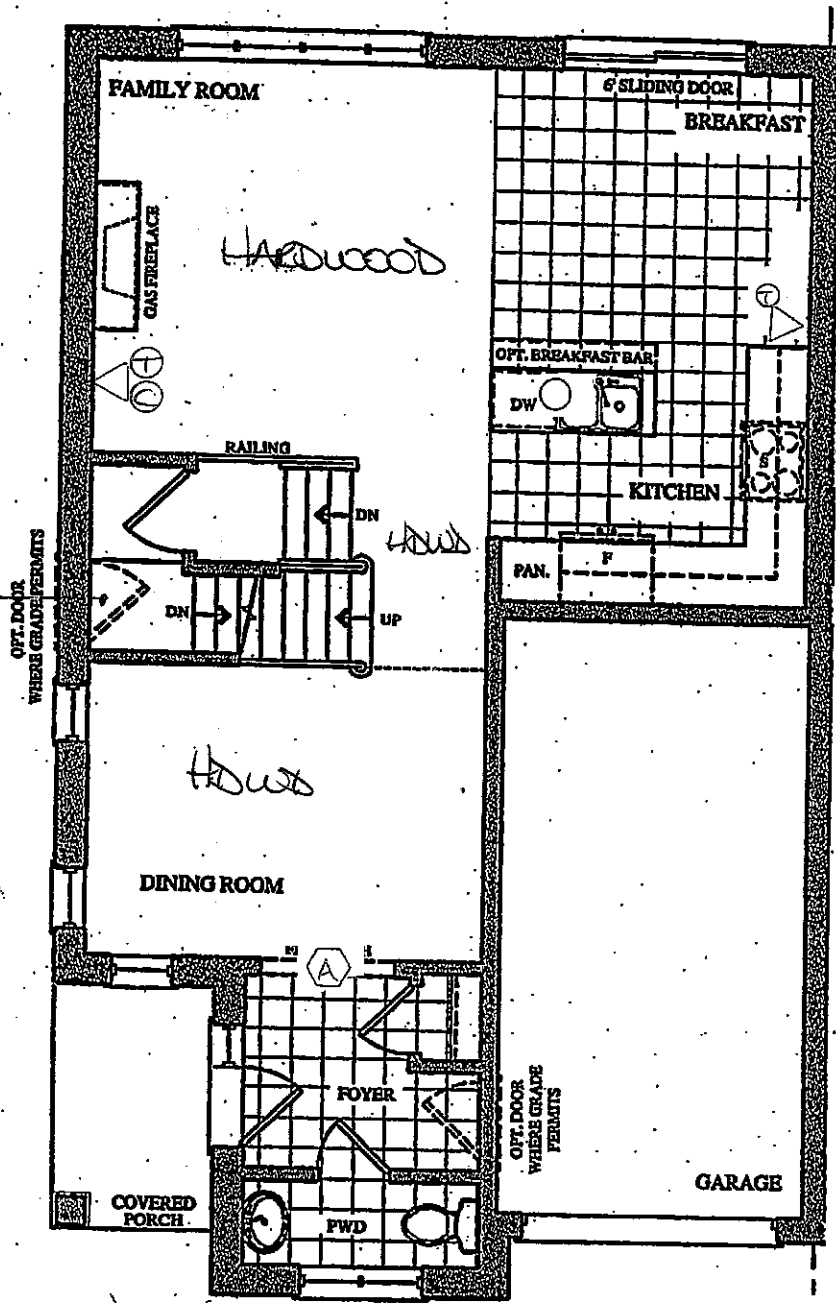 FAMILY ROOM
6' SLIDING DOOR
BREAKFAST
GAS FIREPLACE
HARDWOOD
T
T
U
OPT. BREAKFAST BAR
DW
S
RAILING
KITCHEN
DN
HDWD
PAN.
F
OPT. DOOR
WHERE GRADE PERMITS
DN
UP
HDWD
DINING ROOM
A
FOYER
OPT. DOOR
WHERE GRADE
PERMITS
GARAGE
COVERED
PORCH
PWD